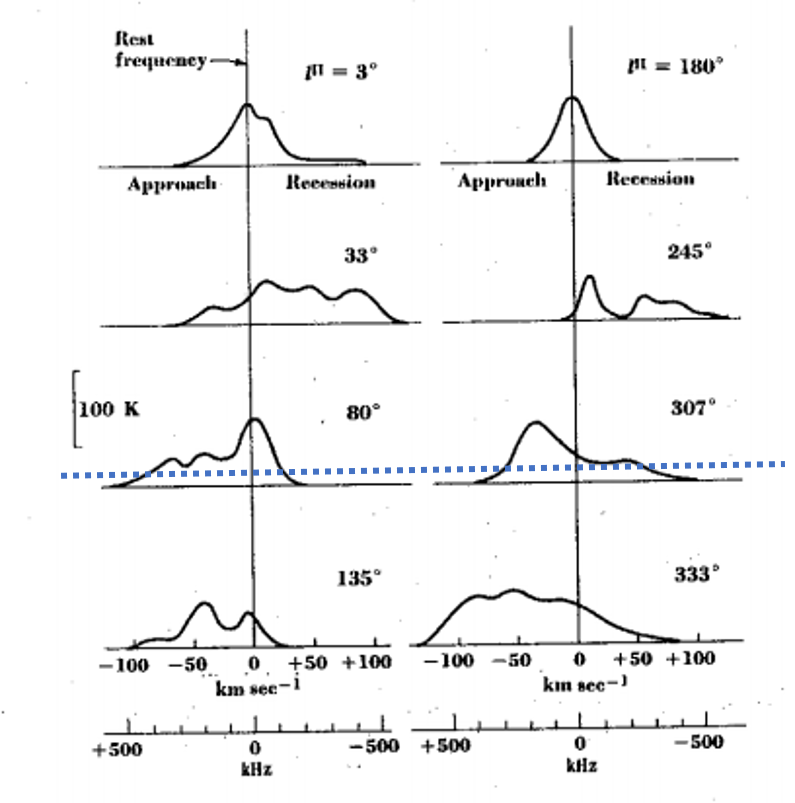 Rest
frequency
lᴵᴵ = 3°
lᴵᴵ = 180°
Approach
Recession
Approach
Recession
33°
245°
100 K
80°
307°
135°
333°
−100 −50 0 +50 +100
−100 −50 0 +50 +100
km sec⁻¹
km sec⁻¹
+500 0 −500
+500 0 −500
kHz
kHz